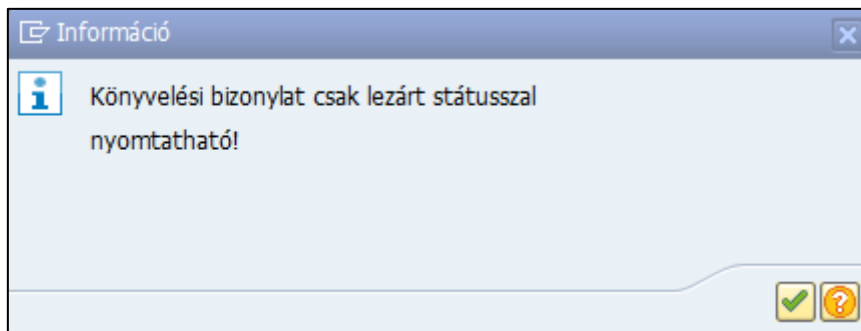 Információ
Könyvelési bizonylat csak lezárt státusszal
nyomtatható!